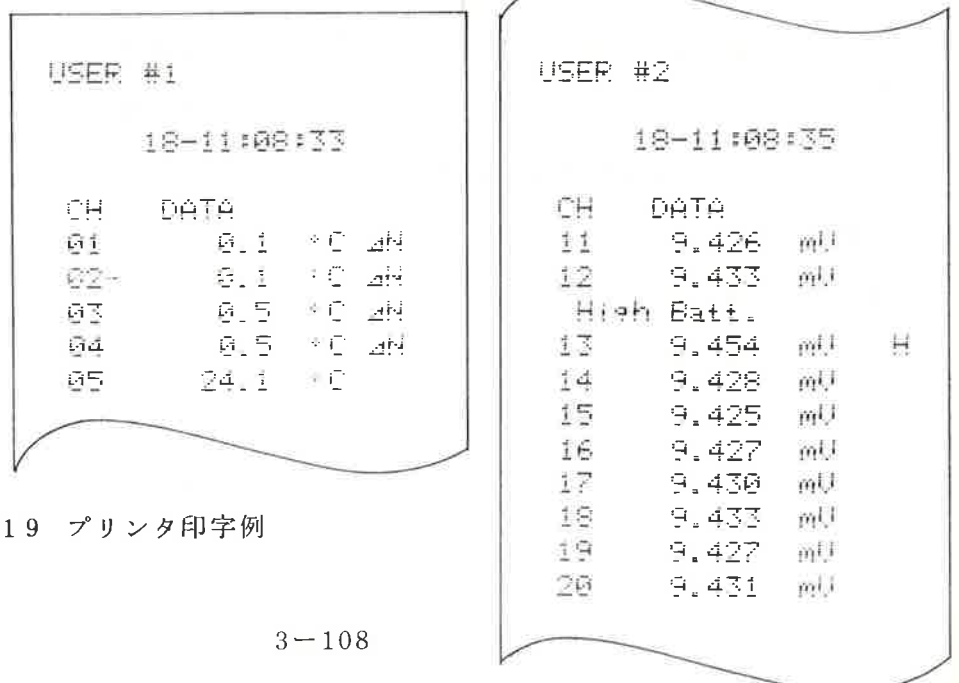 USER #1
18-11:08:33
CH DATA
01 0.1 °C ⊿N
02- 0.1 °C ⊿N
03 0.5 °C ⊿N
04 0.5 °C ⊿N
05 24.1 °C
19 プリンタ印字例
3-108
USER #2
18-11:08:35
CH DATA
11 9.426 mV
12 9.433 mV
High Batt.
13 9.454 mV H
14 9.428 mV
15 9.425 mV
16 9.427 mV
17 9.430 mV
18 9.433 mV
19 9.427 mV
20 9.431 mV